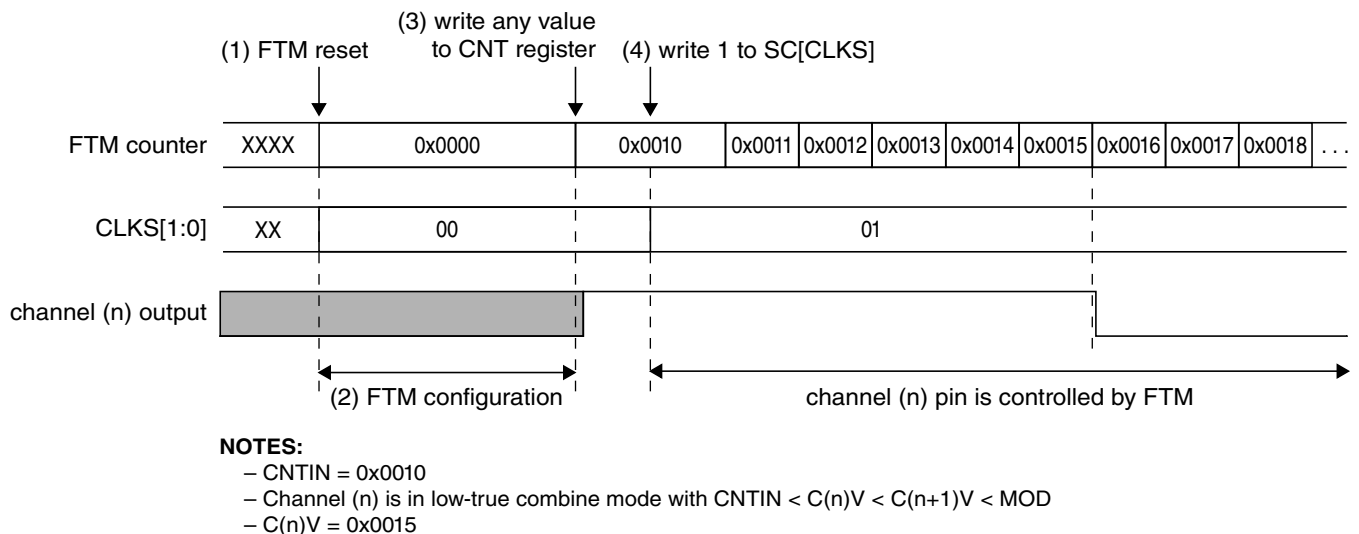 (3) write any value
(1) FTM reset to CNT register (4) write 1 to SC[CLKS]
FTM counter XXXX 0x0000 0x0010 0x0011 0x0012 0x0013 0x0014 0x0015 0x0016 0x0017 0x0018 . . .
CLKS[1:0] XX 00 01
channel (n) output
(2) FTM configuration channel (n) pin is controlled by FTM
NOTES:
– CNTIN = 0x0010
– Channel (n) is in low-true combine mode with CNTIN < C(n)V < C(n+1)V < MOD
– C(n)V = 0x0015